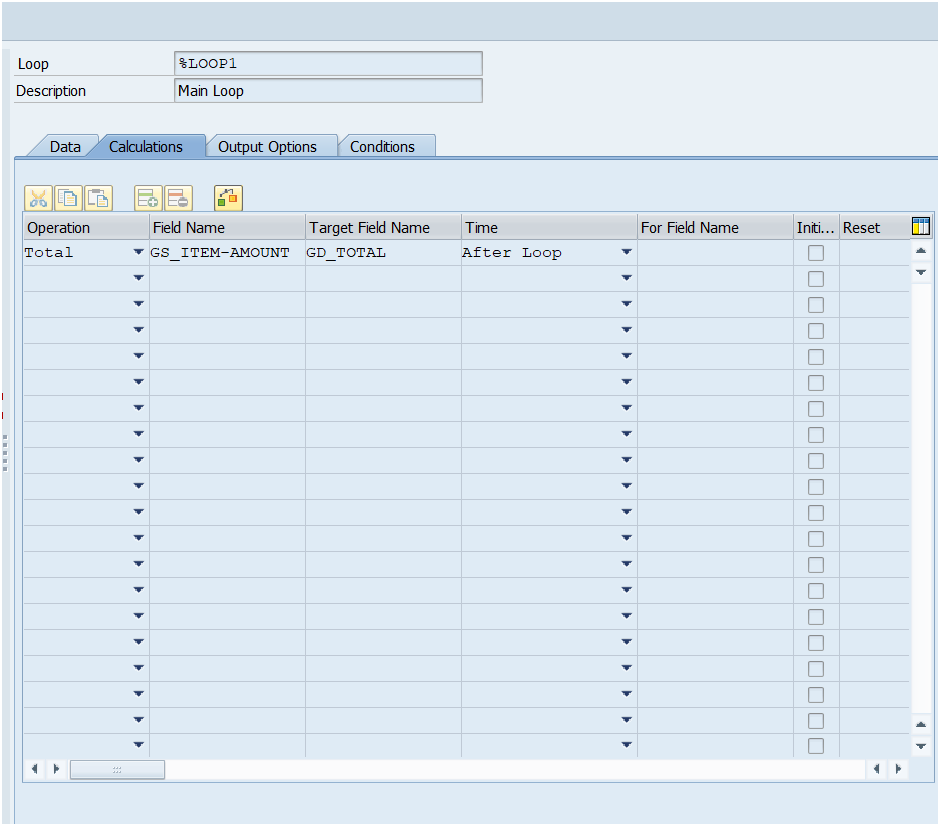 Loop %LOOP1
Description Main Loop
Data Calculations Output Options Conditions
Operation Field Name Target Field Name Time For Field Name Initi... Reset
Total GS_ITEM-AMOUNT GD_TOTAL After Loop